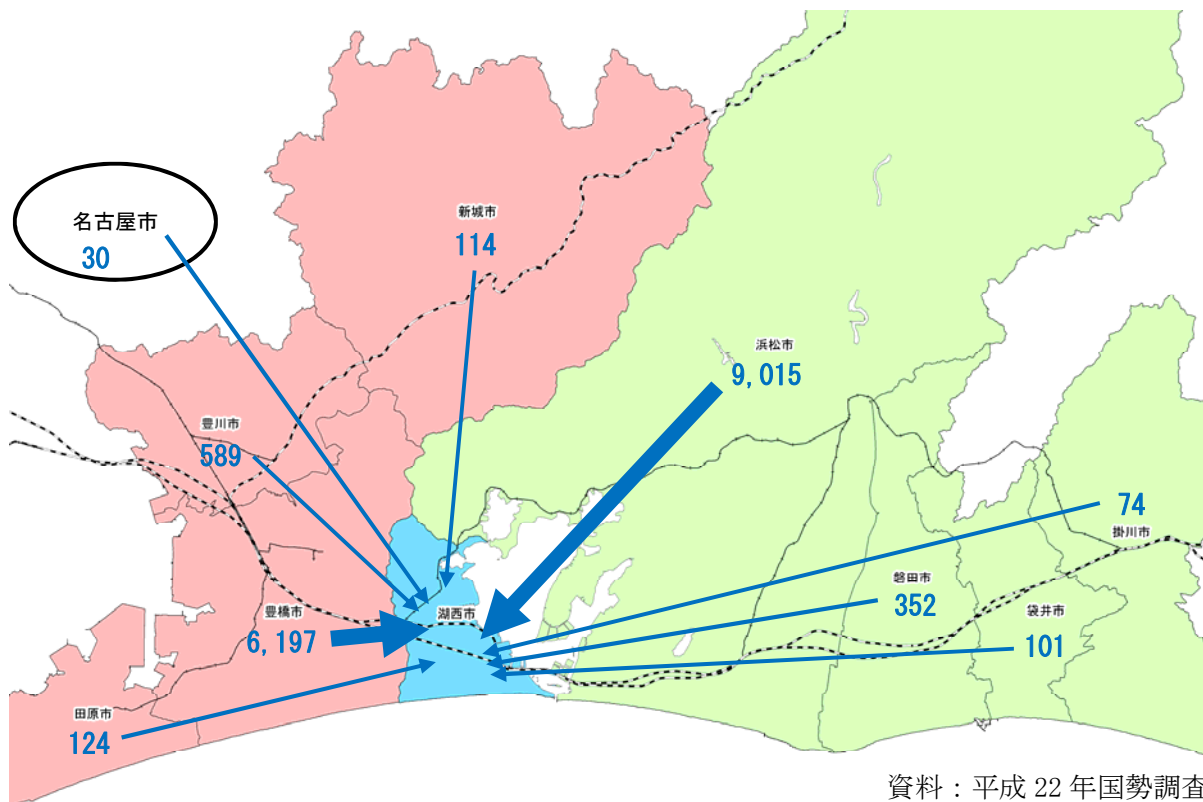 名古屋市
30
新城市
114
浜松市
9,015
豊川市
589
74
掛川市
磐田市
352
袋井市
101
豊橋市
6,197
湖西市
田原市
124
資料：平成 22 年国勢調査